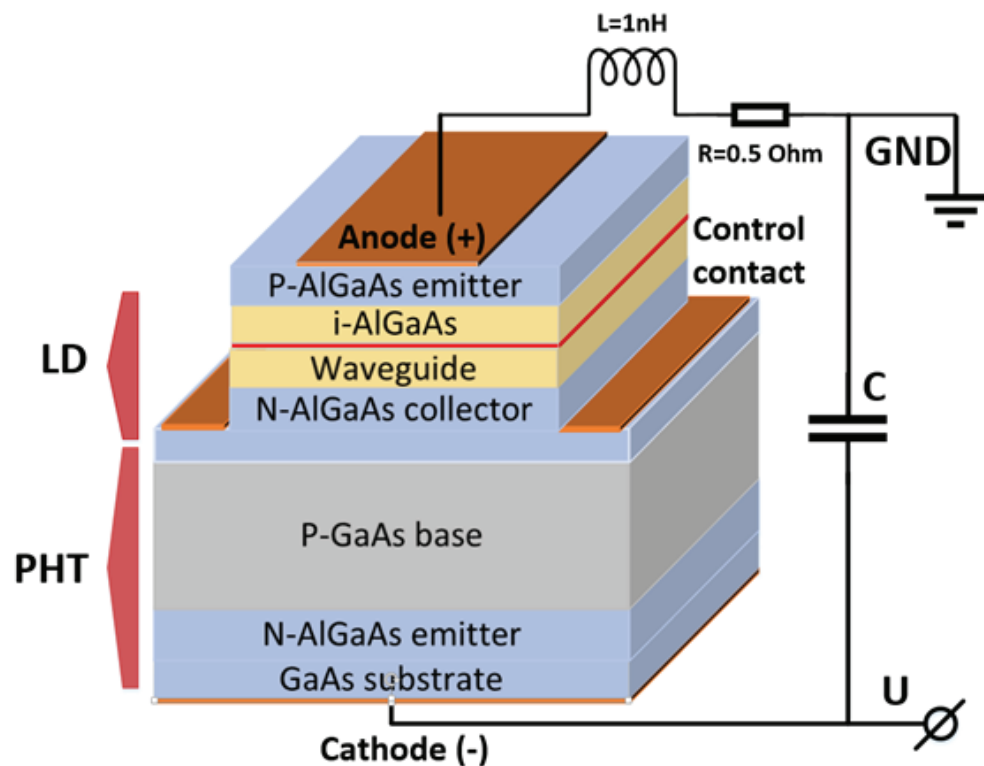 L=1nH
R=0.5 Ohm
GND
Anode (+)
Control
contact
P-AlGaAs emitter
i-AlGaAs
LD
Waveguide
N-AlGaAs collector
C
P-GaAs base
PHT
N-AlGaAs emitter
GaAs substrate
U
Cathode (-)